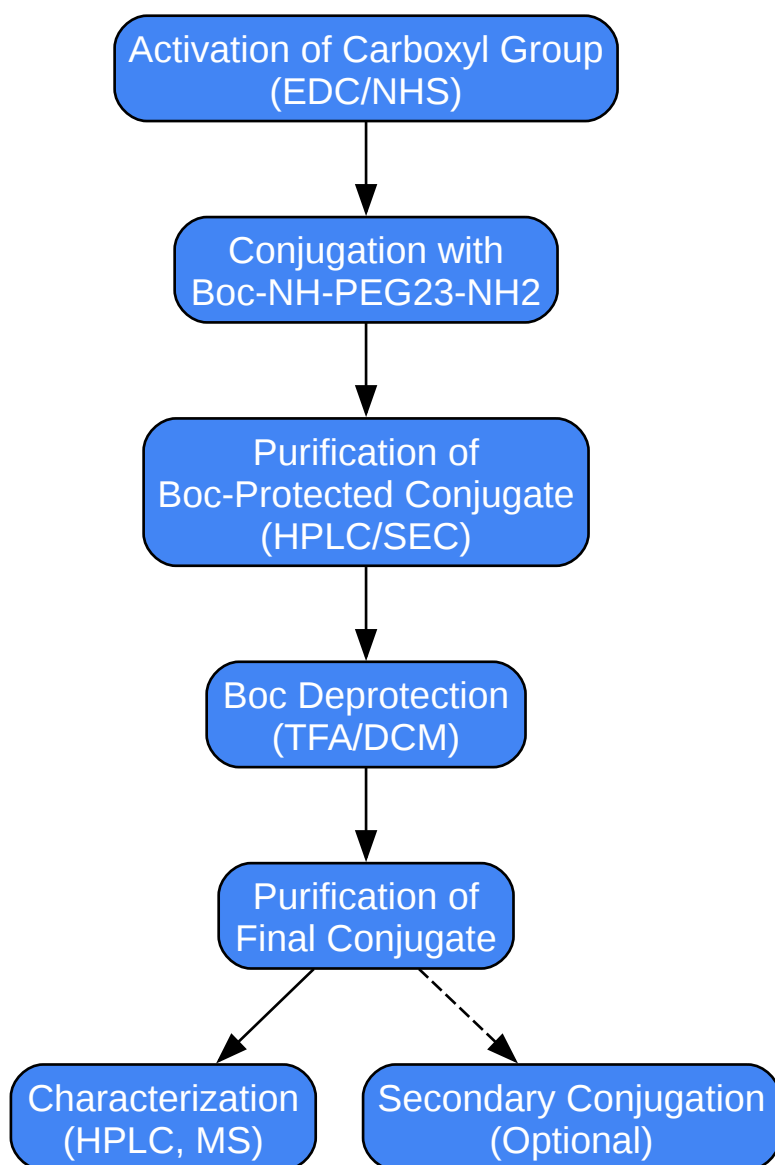 Activation of Carboxyl Group
(EDC/NHS)
Conjugation with
Boc-NH-PEG23-NH2
Purification of
Boc-Protected Conjugate
(HPLC/SEC)
Boc Deprotection
(TFA/DCM)
Purification of
Final Conjugate
Characterization
(HPLC, MS)
Secondary Conjugation
(Optional)